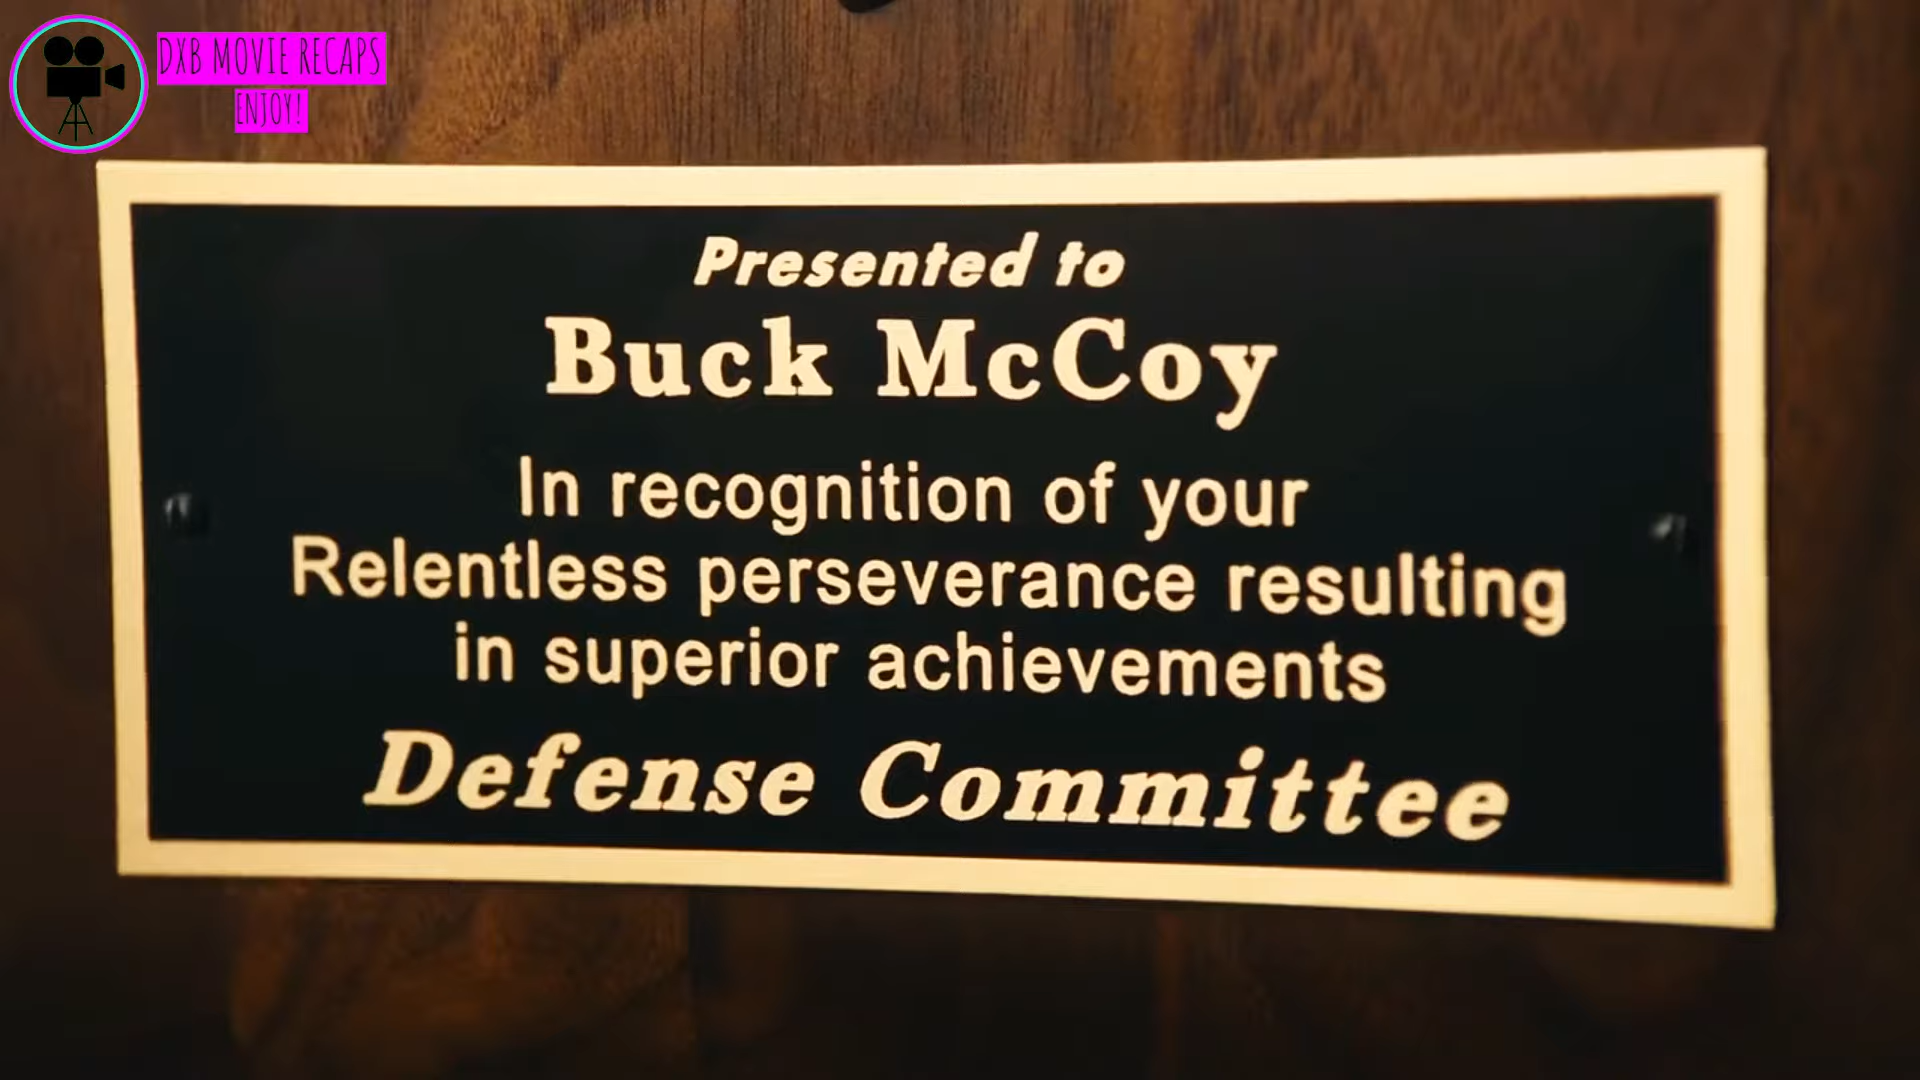 DXB MOVIE RECAPS
ENJOY!
Presented to
Buck McCoy
In recognition of your
Relentless perseverance resulting
in superior achievements
Defense Committee